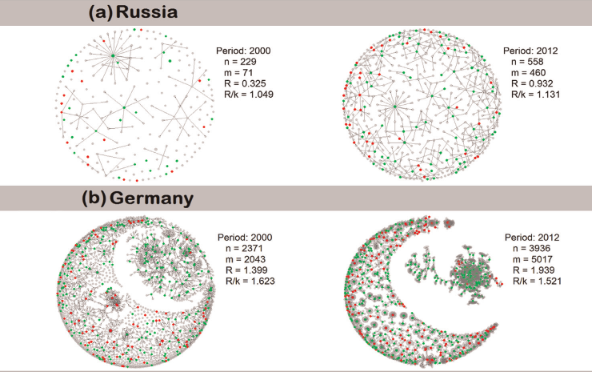 (a) Russia
Period: 2000
n = 229
m = 71
R = 0.325
R/k = 1.049
Period: 2012
n = 558
m = 460
R = 0.932
R/k = 1.131
(b) Germany
Period: 2000
n = 2371
m = 2043
R = 1.399
R/k = 1.623
Period: 2012
n = 3936
m = 5017
R = 1.939
R/k = 1.521